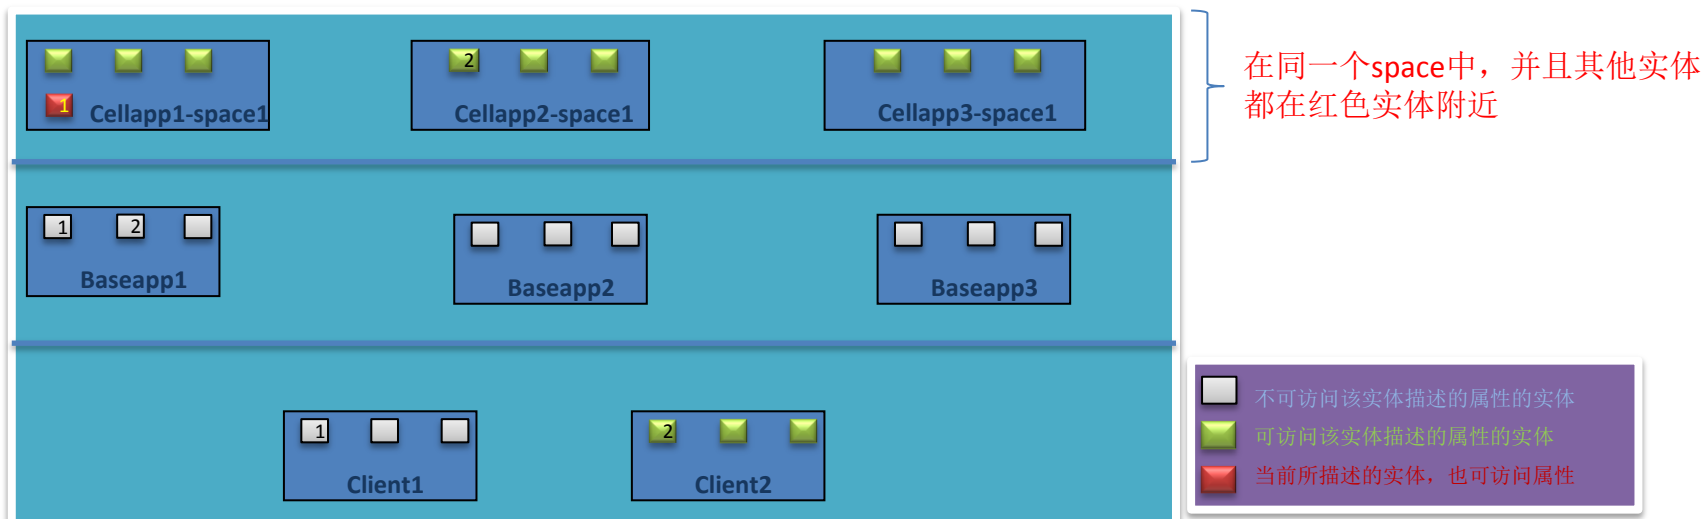 2
1
Cellapp1-space1
Cellapp2-space1
Cellapp3-space1
在同一个space中，并且其他实体
都在红色实体附近
1
2
Baseapp1
Baseapp2
Baseapp3
1
2
Client1
Client2
不可访问该实体描述的属性的实体
可访问该实体描述的属性的实体
当前所描述的实体，也可访问属性